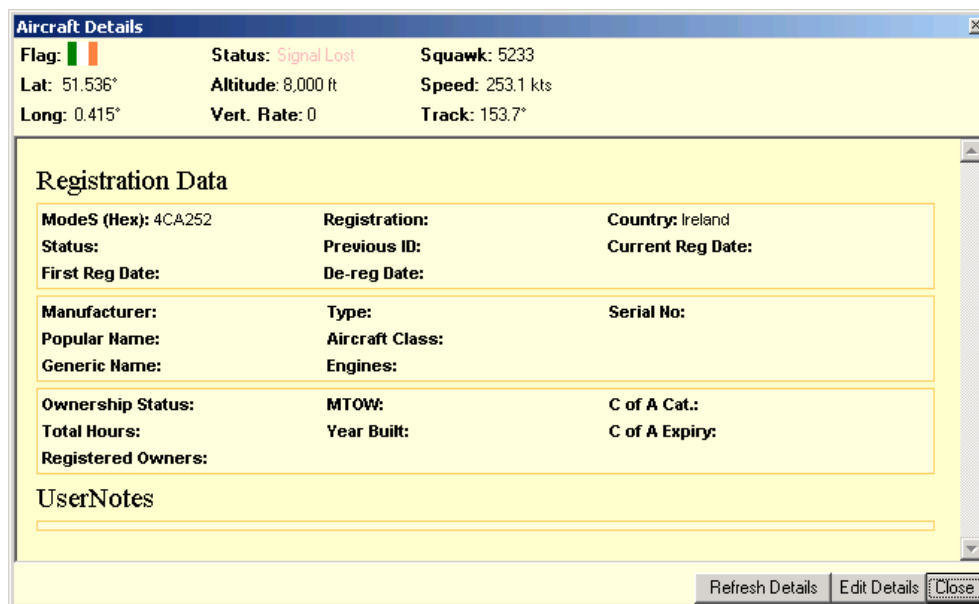 Aircraft Details
Flag: Status: Signal Lost Squawk: 5233
Lat: 51.536° Altitude: 8,000 ft Speed: 253.1 kts
Long: 0.415° Vert. Rate: 0 Track: 153.7°
Registration Data
ModeS (Hex): 4CA252 Registration: Country: Ireland
Status: Previous ID: Current Reg Date:
First Reg Date: De-reg Date:
Manufacturer: Type: Serial No:
Popular Name: Aircraft Class:
Generic Name: Engines:
Ownership Status: MTOW: C of A Cat.:
Total Hours: Year Built: C of A Expiry:
Registered Owners:
UserNotes
Refresh Details Edit Details Close